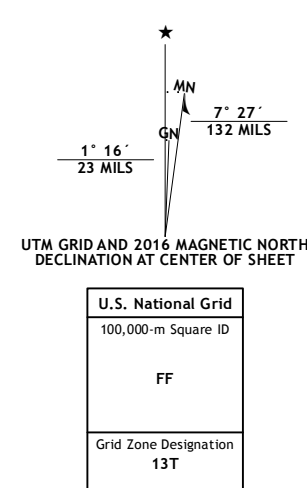 ★
MN
GN
7° 27´
132 MILS
1° 16´
23 MILS
UTM GRID AND 2016 MAGNETIC NORTH
DECLINATION AT CENTER OF SHEET
U.S. National Grid
100,000-m Square ID
FF
Grid Zone Designation
13T